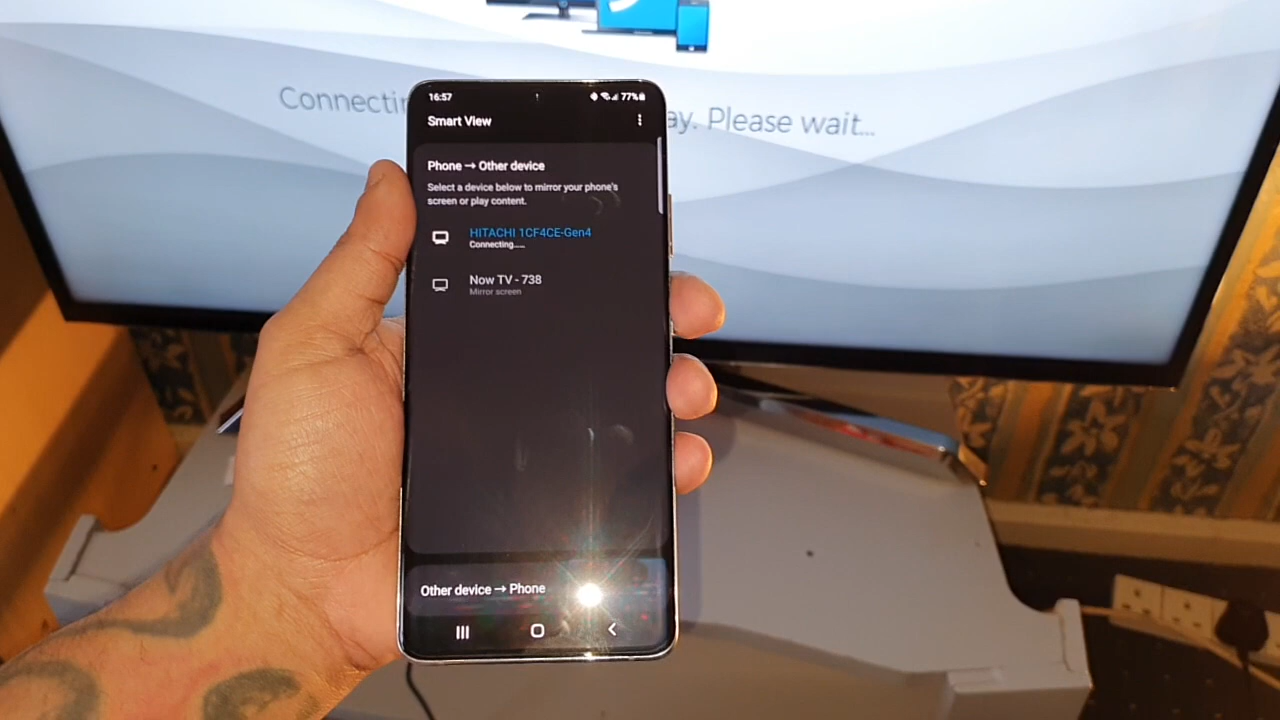 Connectin
ay. Please wait...
16:57
77%
Smart View
Phone → Other device
Select a device below to mirror your phone's
screen or play content.
HITACHI 1CF4CE-Gen4
Connecting.....
Now TV - 738
Mirror screen
Other device → Phone